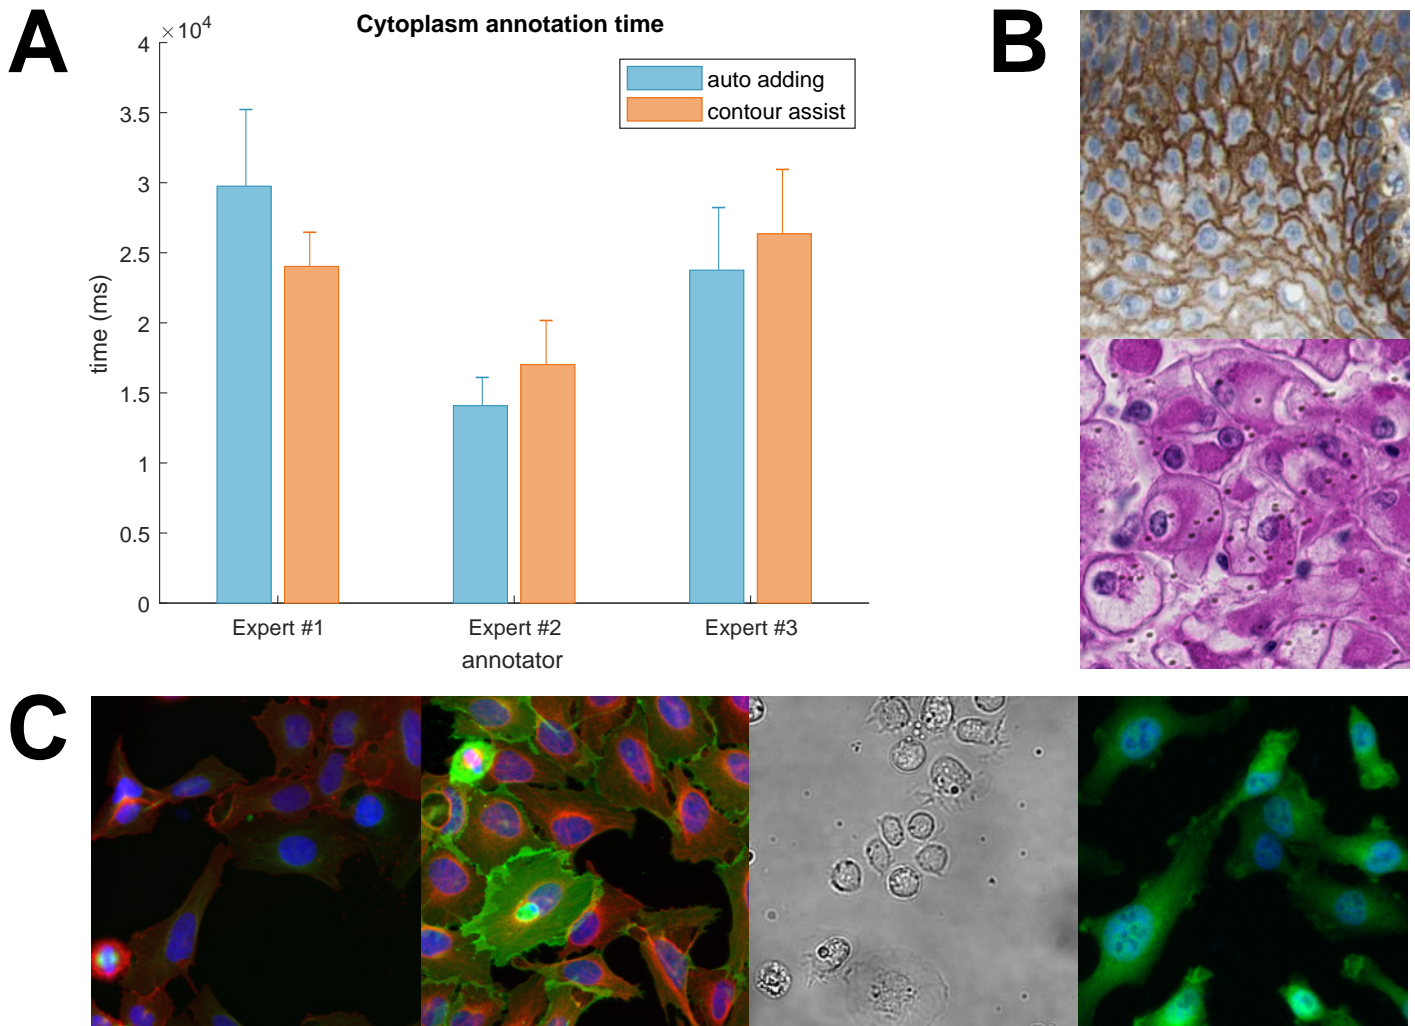 A
Cytoplasm annotation time
×10⁴
4
3.5
3
2.5
2
1.5
1
0.5
0
time (ms)
auto adding
contour assist
Expert #1
Expert #2
Expert #3
annotator
B
C